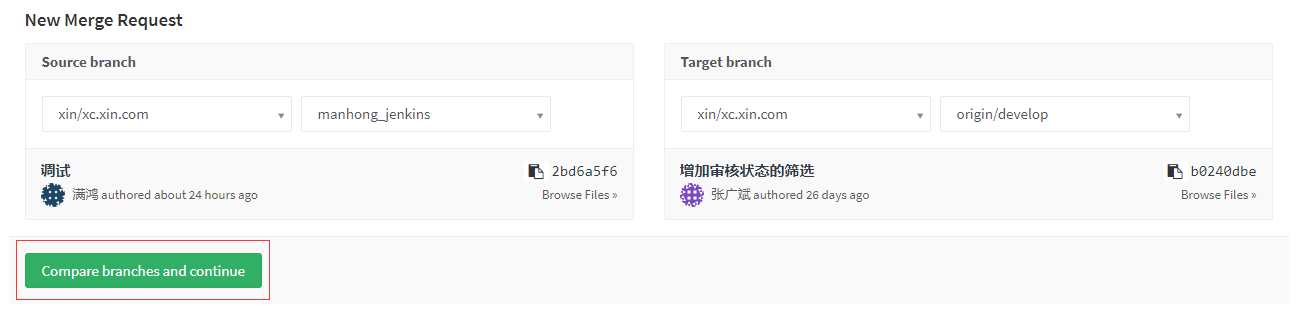 New Merge Request
Source branch
xin/xc.xin.com
manhong_jenkins
调试
2bd6a5f6
满鸿 authored about 24 hours ago
Browse Files »
Target branch
xin/xc.xin.com
origin/develop
增加审核状态的筛选
b0240dbe
张广斌 authored 26 days ago
Browse Files »
Compare branches and continue